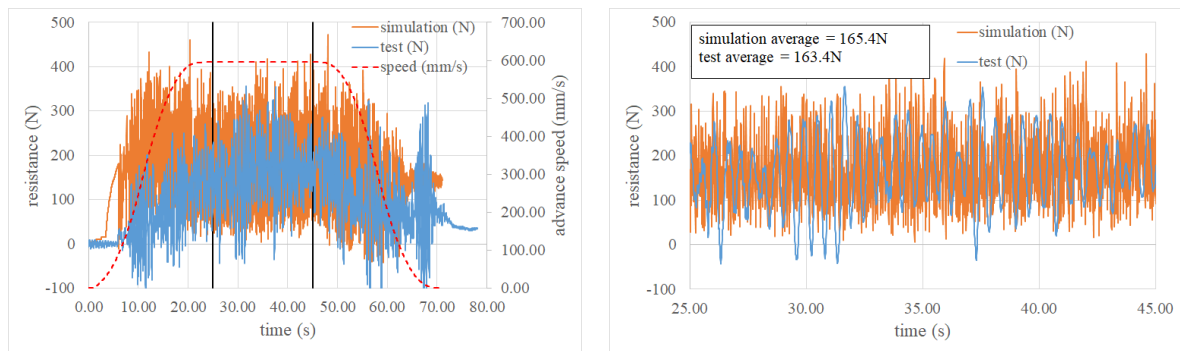 simulation (N)
test (N)
speed (mm/s)
resistance (N)
500
400
300
200
100
0
-100
700.00
600.00
500.00
400.00
300.00
200.00
100.00
0.00
advance speed (mm/s)
0.00 10.00 20.00 30.00 40.00 50.00 60.00 70.00 80.00
time (s)
simulation average = 165.4N
test average = 163.4N
simulation (N)
test (N)
resistance (N)
500
400
300
200
100
0
-100
25.00 30.00 35.00 40.00 45.00
time (s)